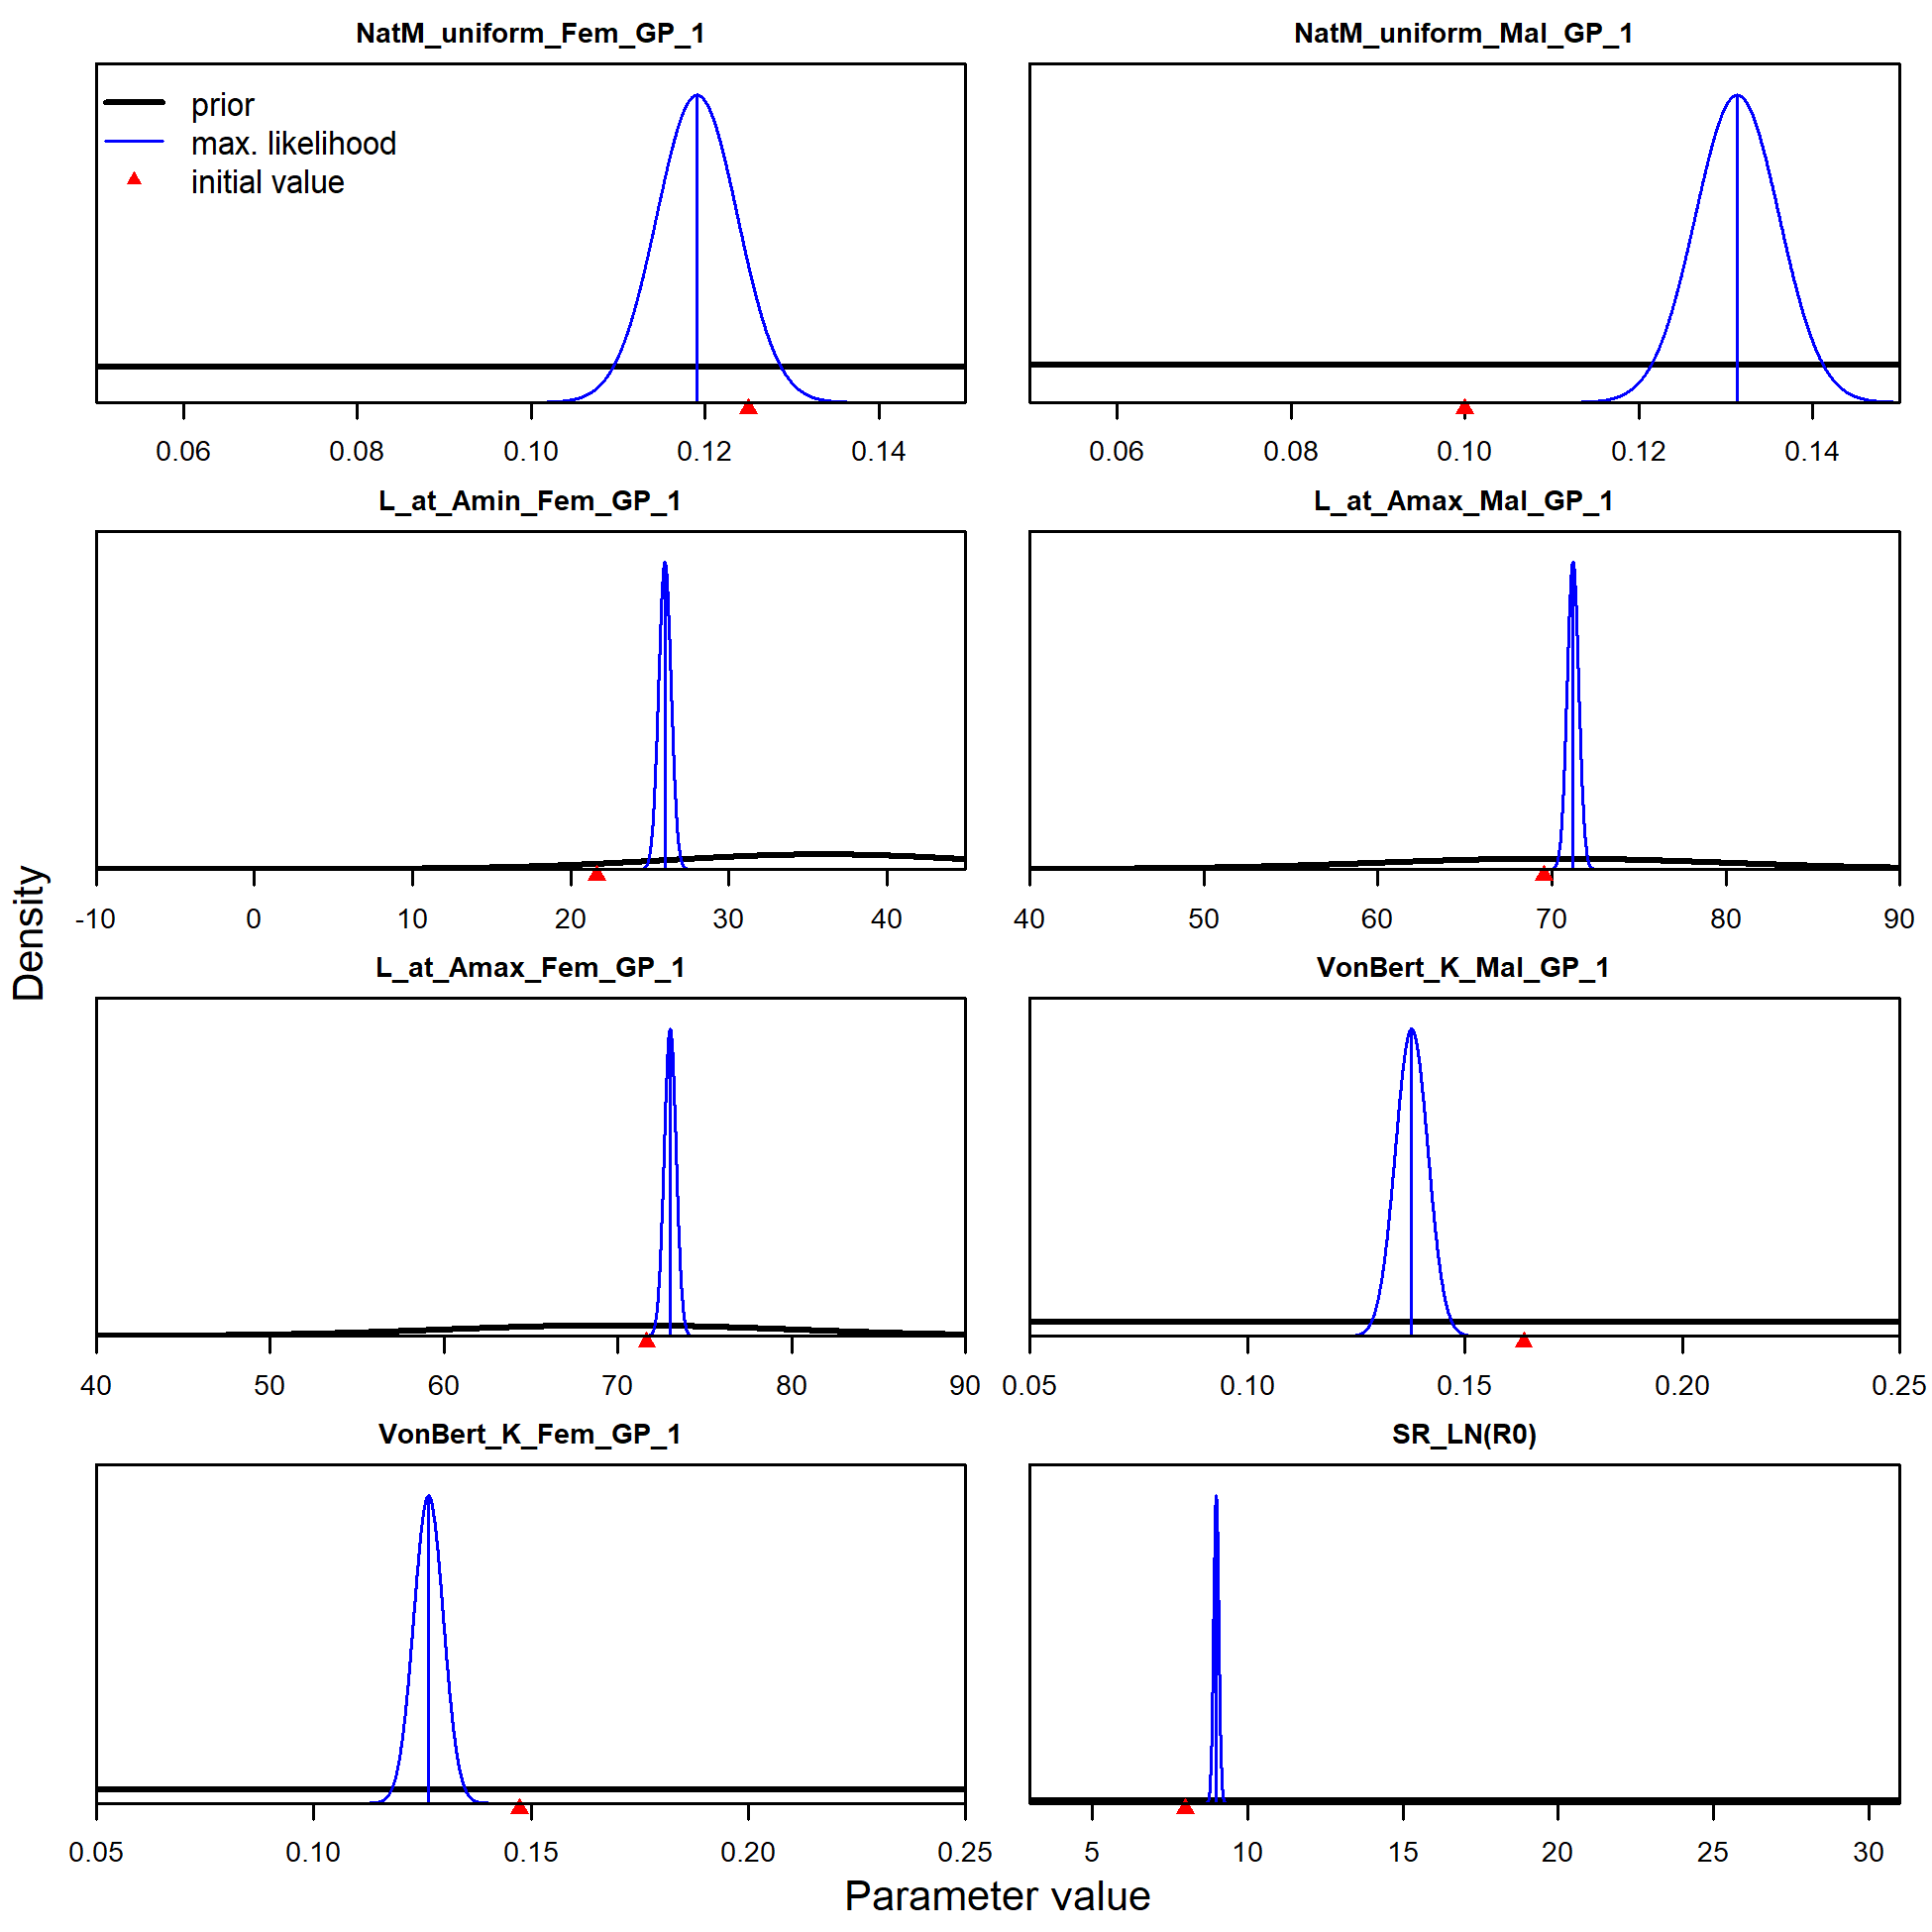 NatM_uniform_Fem_GP_1
prior
max. likelihood
initial value
0.06 0.08 0.10 0.12 0.14
NatM_uniform_Mal_GP_1
0.06 0.08 0.10 0.12 0.14
L_at_Amin_Fem_GP_1
-10 0 10 20 30 40
L_at_Amax_Mal_GP_1
40 50 60 70 80 90
L_at_Amax_Fem_GP_1
40 50 60 70 80 90
VonBert_K_Mal_GP_1
0.05 0.10 0.15 0.20 0.25
VonBert_K_Fem_GP_1
0.05 0.10 0.15 0.20 0.25
SR_LN(R0)
5 10 15 20 25 30
Density
Parameter value